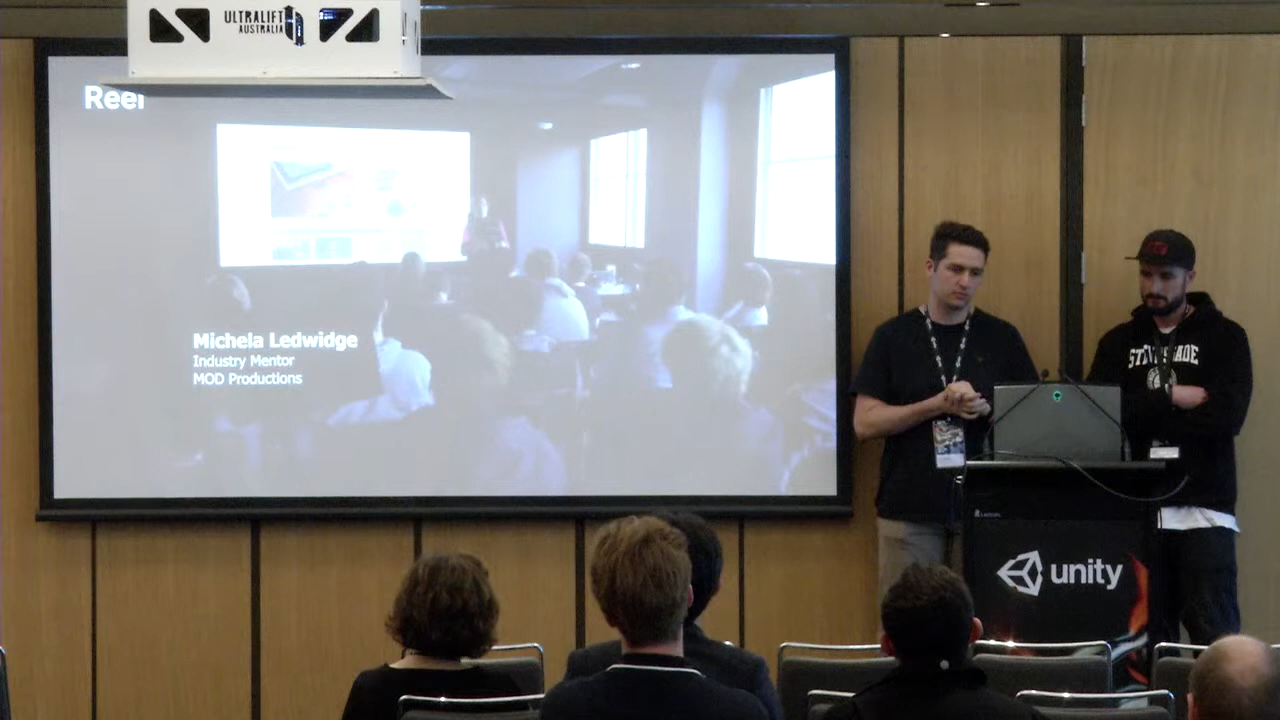 ULTRALIFT
AUSTRALIA
Reel
Michela Ledwidge
Industry Mentor
MOD Productions
unity